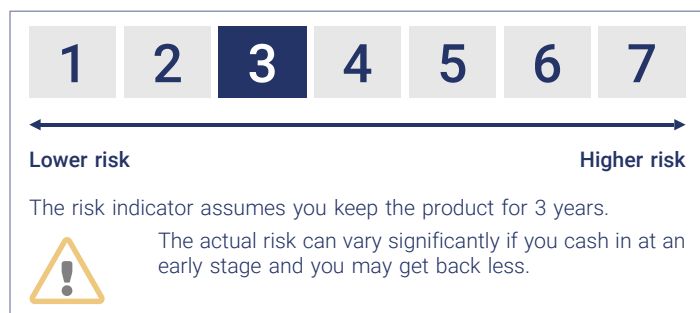 1 2 3 4 5 6 7
Lower risk Higher risk
The risk indicator assumes you keep the product for 3 years.
The actual risk can vary significantly if you cash in at an
early stage and you may get back less.